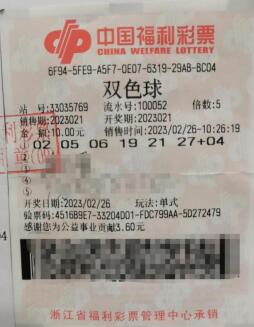 中国福利彩票
CHINA WELFARE LOTTERY
6F94-5FE9-A5F7-0E07-6319-29AB-BC04
双色球
站 号:33035769 流水号:100052 倍数:5
销售期:2023021 开奖期:2023021
金 额:10.00元 销售时间:2023/02/26-10:26:19
① 02 05 06 19 21 27+04
②
③
④
⑤
开奖日期:2023/02/26 玩法:单式
验票码:4516B9E7-33204D01-FDC799AA-5D272479
感谢您为公益事业贡献3.60元
浙江省福利彩票管理中心承销